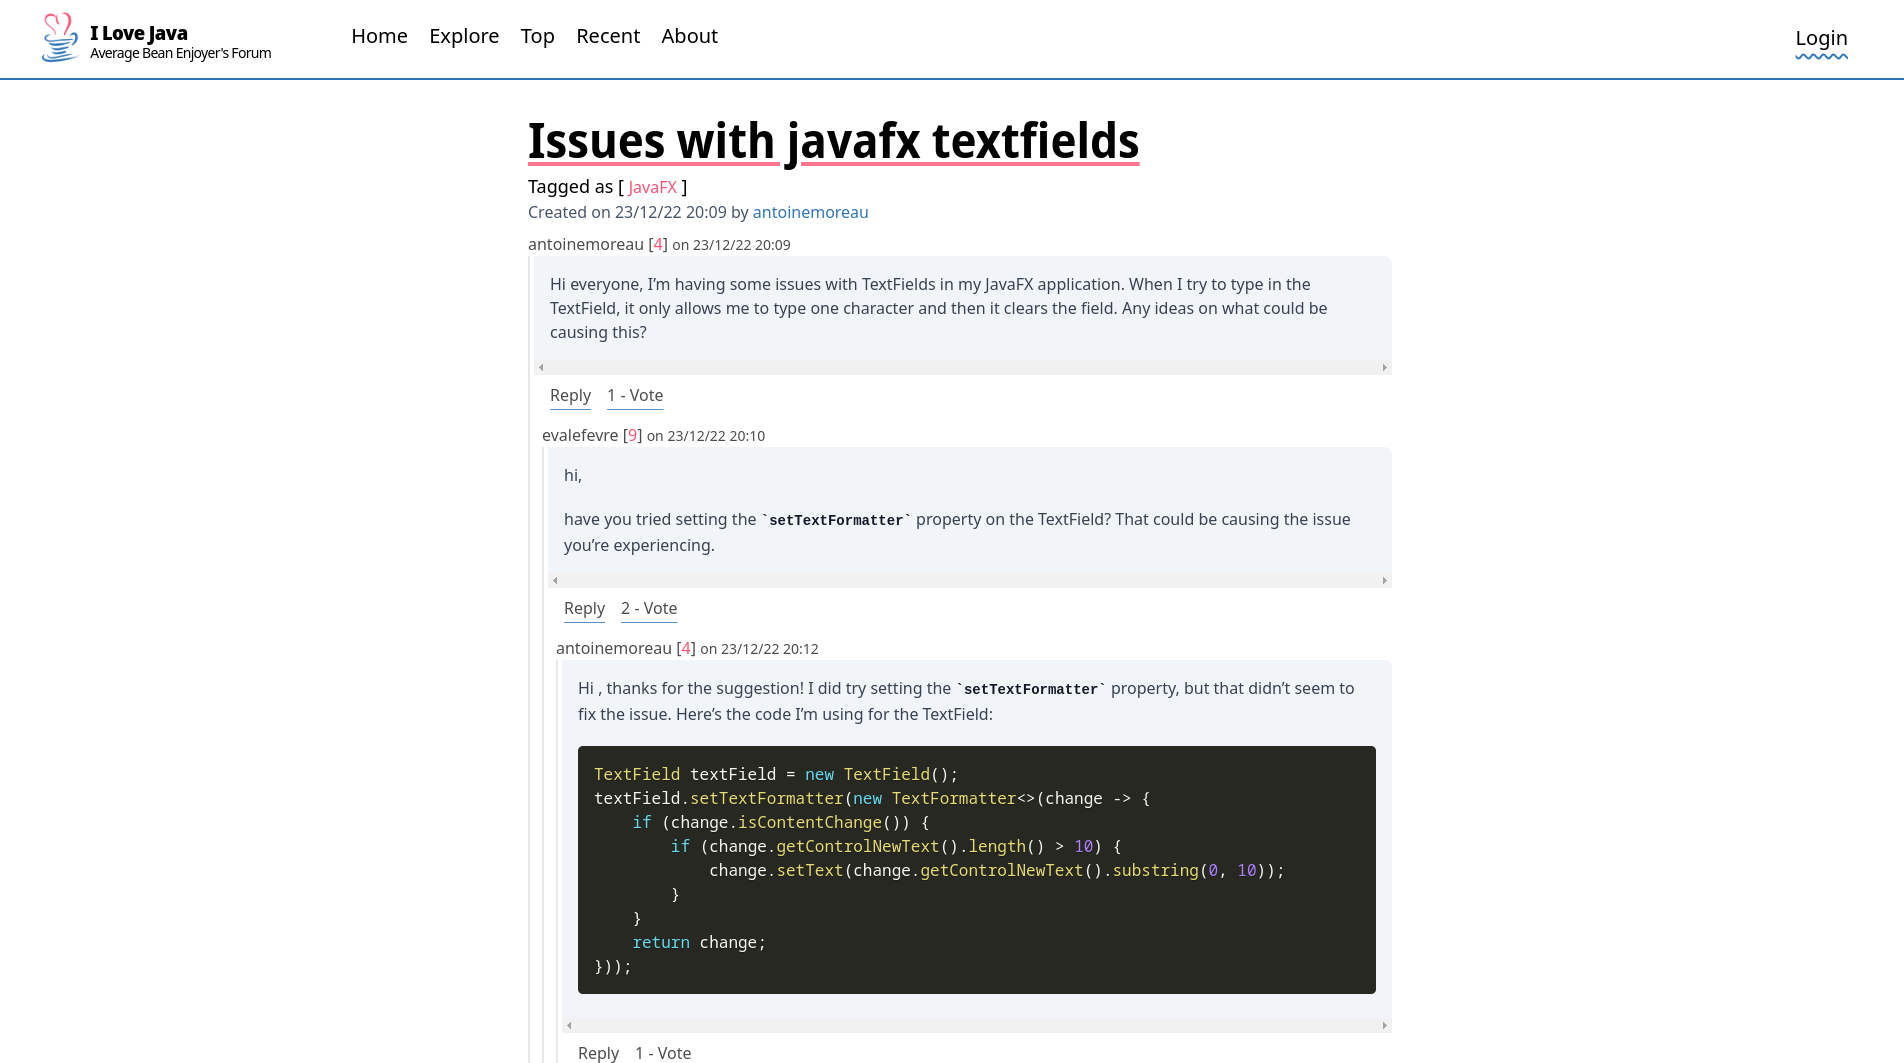 I Love Java
Average Bean Enjoyer's Forum
Home Explore Top Recent About
Login
Issues with javafx textfields
Tagged as [ JavaFX ]
Created on 23/12/22 20:09 by antoinemoreau
antoinemoreau [4] on 23/12/22 20:09
Hi everyone, I’m having some issues with TextFields in my JavaFX application. When I try to type in the
TextField, it only allows me to type one character and then it clears the field. Any ideas on what could be
causing this?
Reply 1 - Vote
evalefevre [9] on 23/12/22 20:10
hi,
have you tried setting the `setTextFormatter` property on the TextField? That could be causing the issue
you’re experiencing.
Reply 2 - Vote
antoinemoreau [4] on 23/12/22 20:12
Hi , thanks for the suggestion! I did try setting the `setTextFormatter` property, but that didn’t seem to
fix the issue. Here’s the code I’m using for the TextField:
TextField textField = new TextField();
textField.setTextFormatter(new TextFormatter<>(change -> {
    if (change.isContentChange()) {
        if (change.getControlNewText().length() > 10) {
            change.setText(change.getControlNewText().substring(0, 10));
        }
    }
    return change;
}));
Reply 1 - Vote